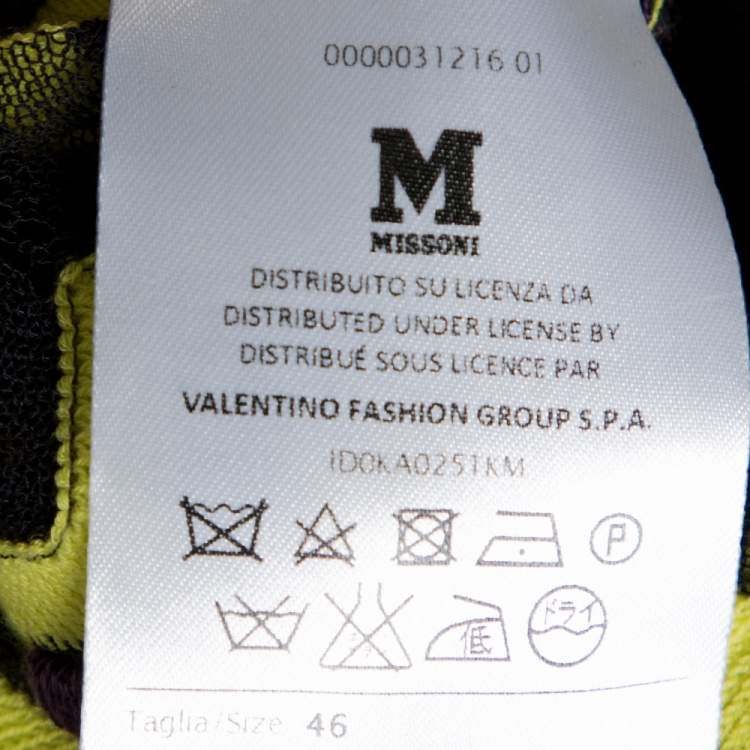 0000031216 01
M
MISSONI
DISTRIBUITO SU LICENZA DA
DISTRIBUTED UNDER LICENSE BY
DISTRIBUÉ SOUS LICENCE PAR
VALENTINO FASHION GROUP S.P.A.
1D0KA0251KM
P
低 ドライ
Taglia/Size 46